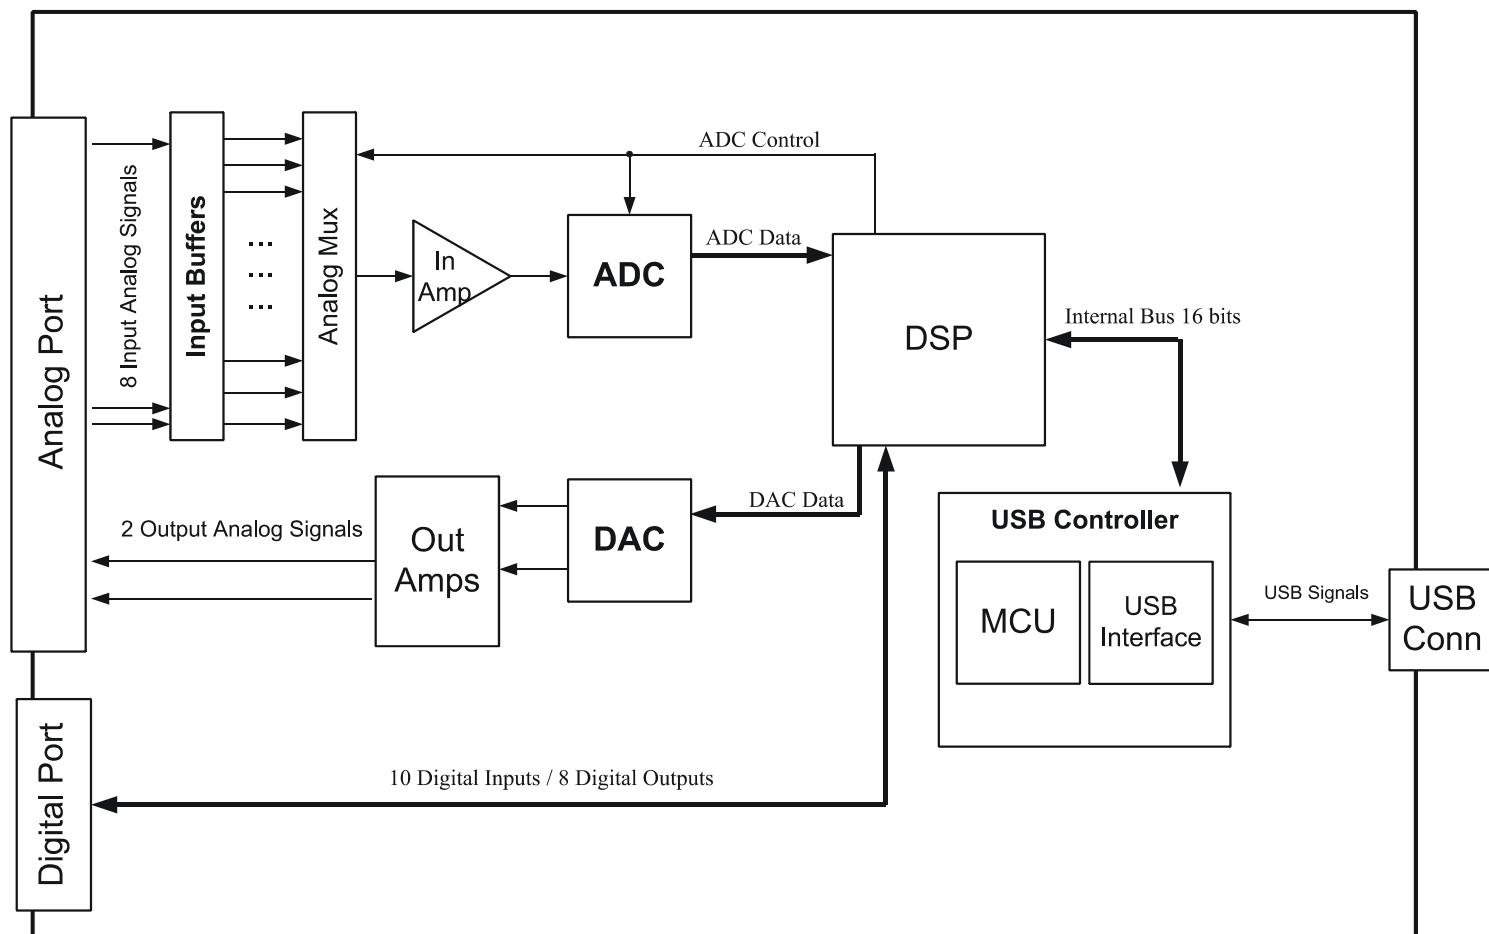 ADC Control
8 Input Analog Signals
Input Buffers
...
...
...
Analog Mux
In
Amp
ADC
ADC Data
DSP
Internal Bus 16 bits
Analog Port
2 Output Analog Signals
Out
Amps
DAC
DAC Data
USB Controller
MCU
USB
Interface
USB Signals
USB
Conn
Digital Port
10 Digital Inputs / 8 Digital Outputs